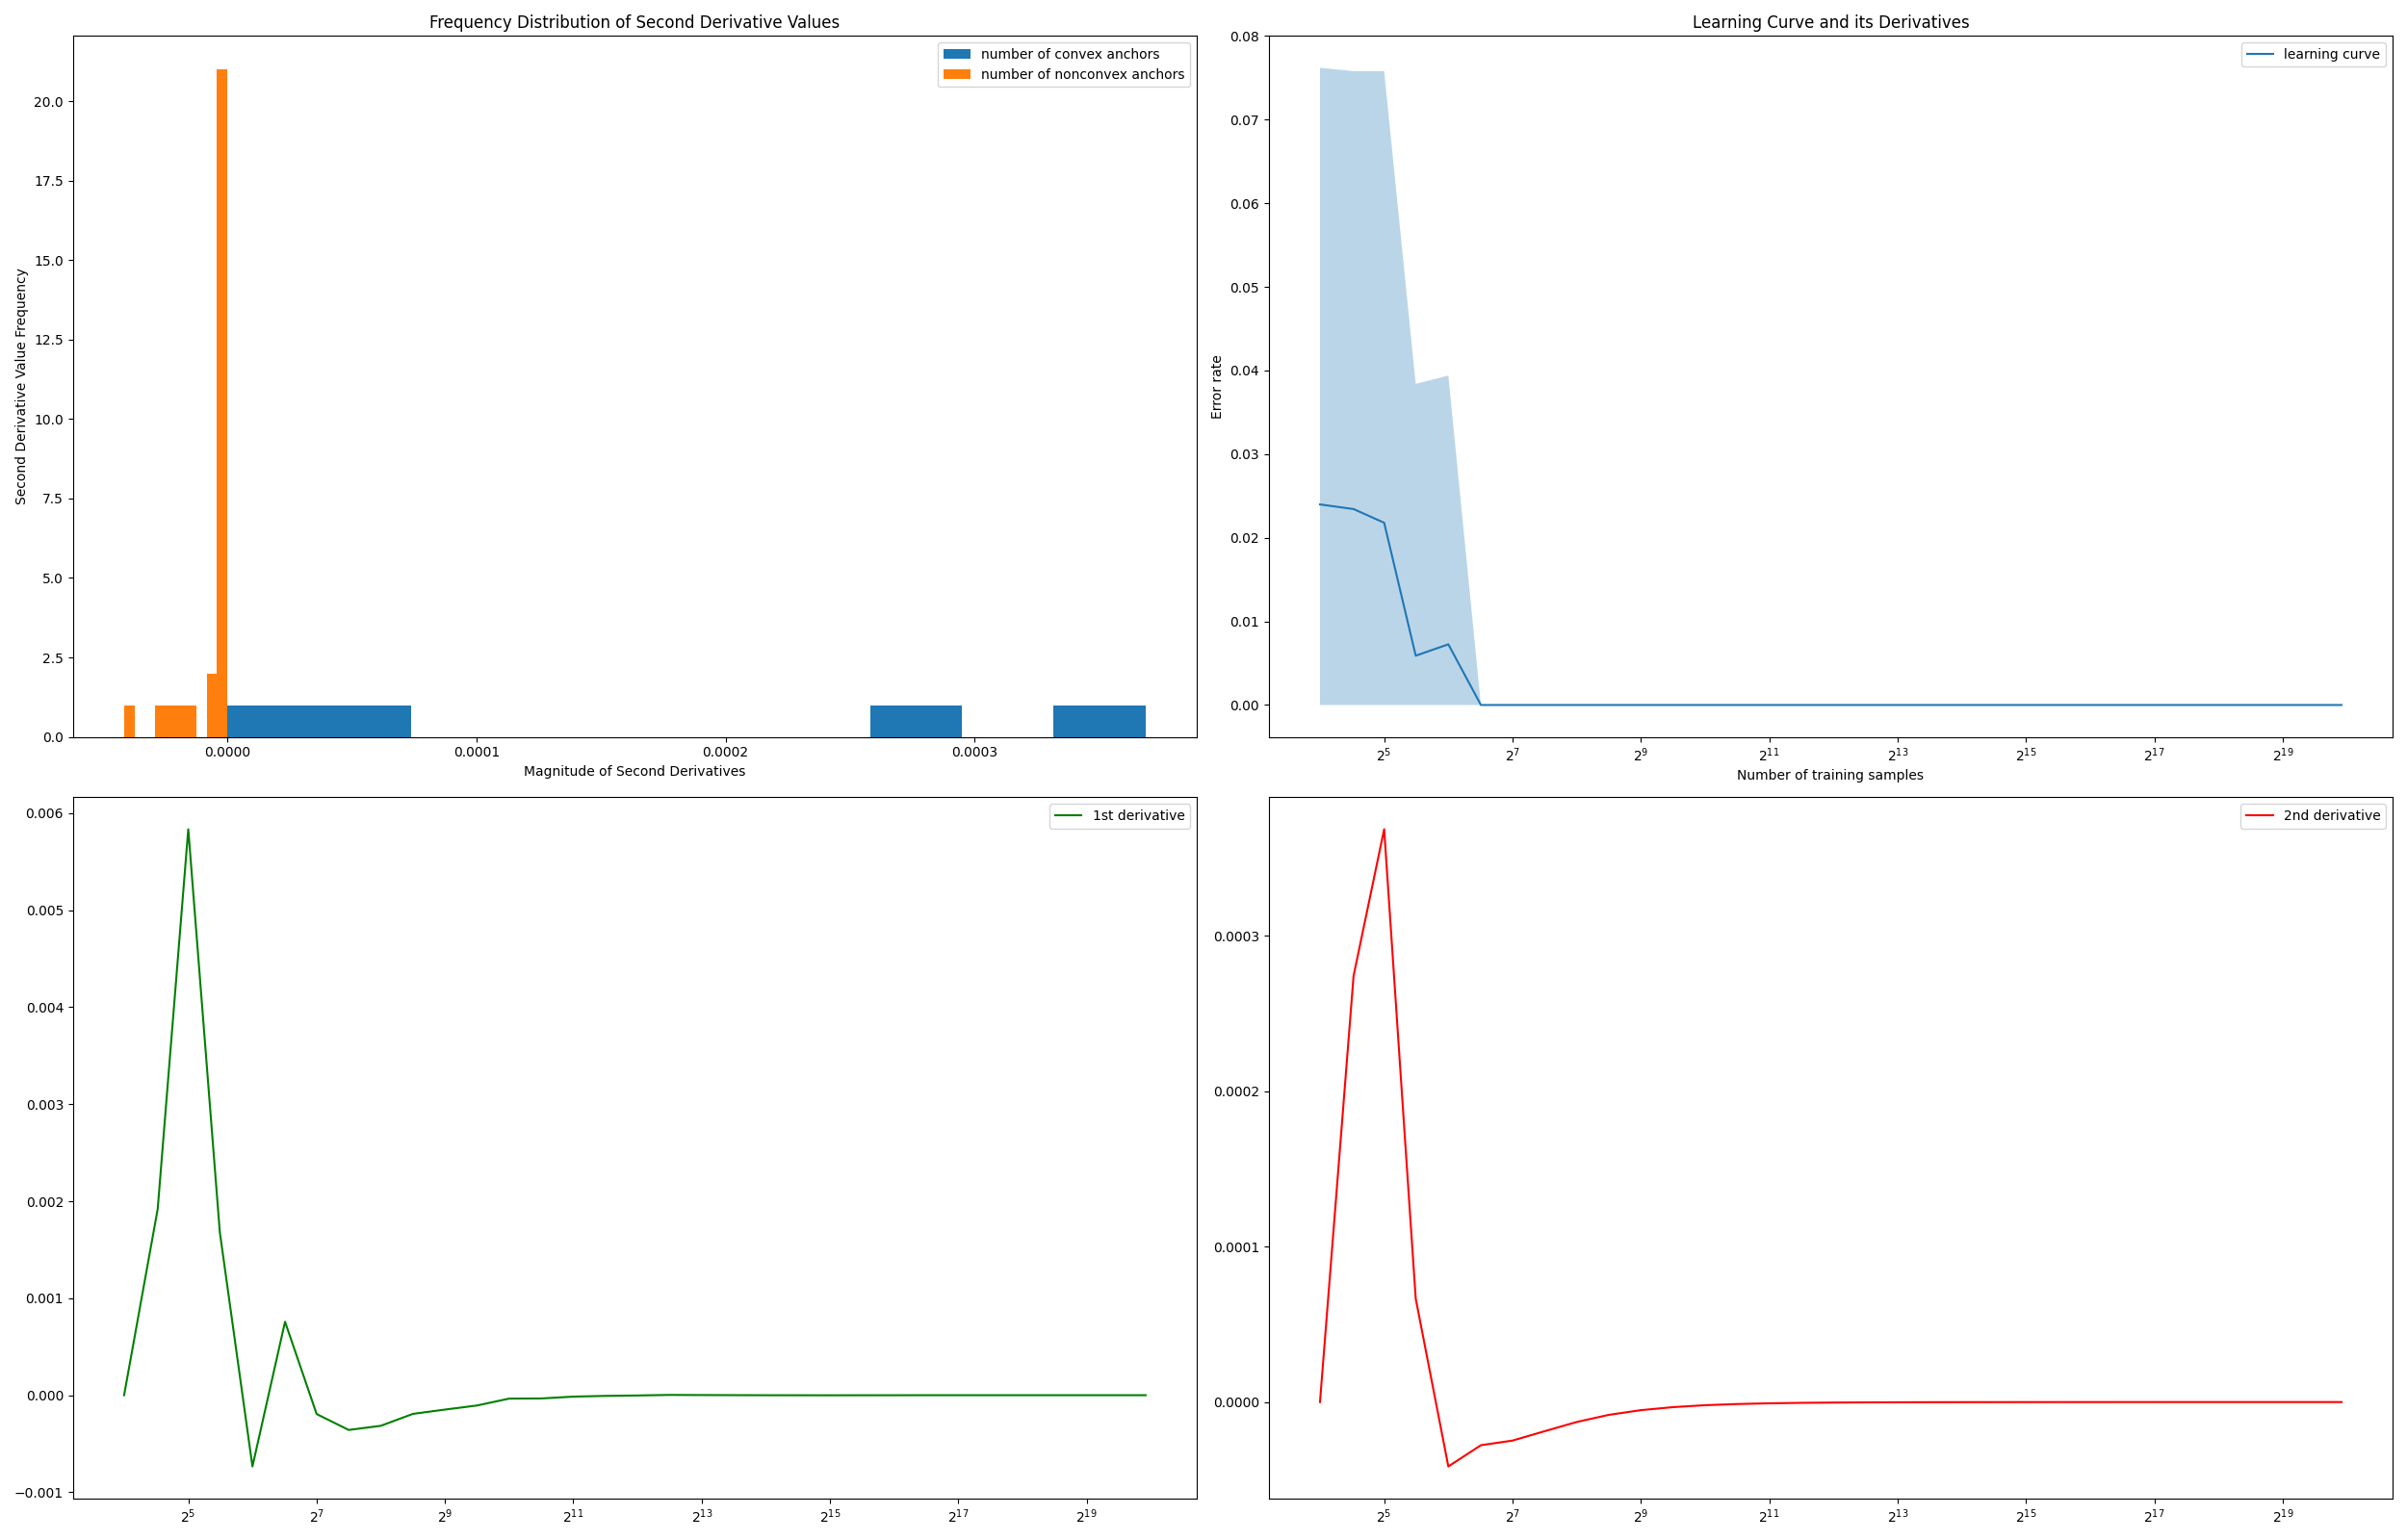 Frequency Distribution of Second Derivative Values
number of convex anchors
number of nonconvex anchors
Second Derivative Value Frequency
20.0
17.5
15.0
12.5
10.0
7.5
5.0
2.5
0.0
0.0000 0.0001 0.0002 0.0003
Magnitude of Second Derivatives
Learning Curve and its Derivatives
learning curve
Error rate
0.08
0.07
0.06
0.05
0.04
0.03
0.02
0.01
0.00
2^5 2^7 2^9 2^11 2^13 2^15 2^17 2^19
Number of training samples
1st derivative
0.006
0.005
0.004
0.003
0.002
0.001
0.000
−0.001
2^5 2^7 2^9 2^11 2^13 2^15 2^17 2^19
2nd derivative
0.0003
0.0002
0.0001
0.0000
2^5 2^7 2^9 2^11 2^13 2^15 2^17 2^19